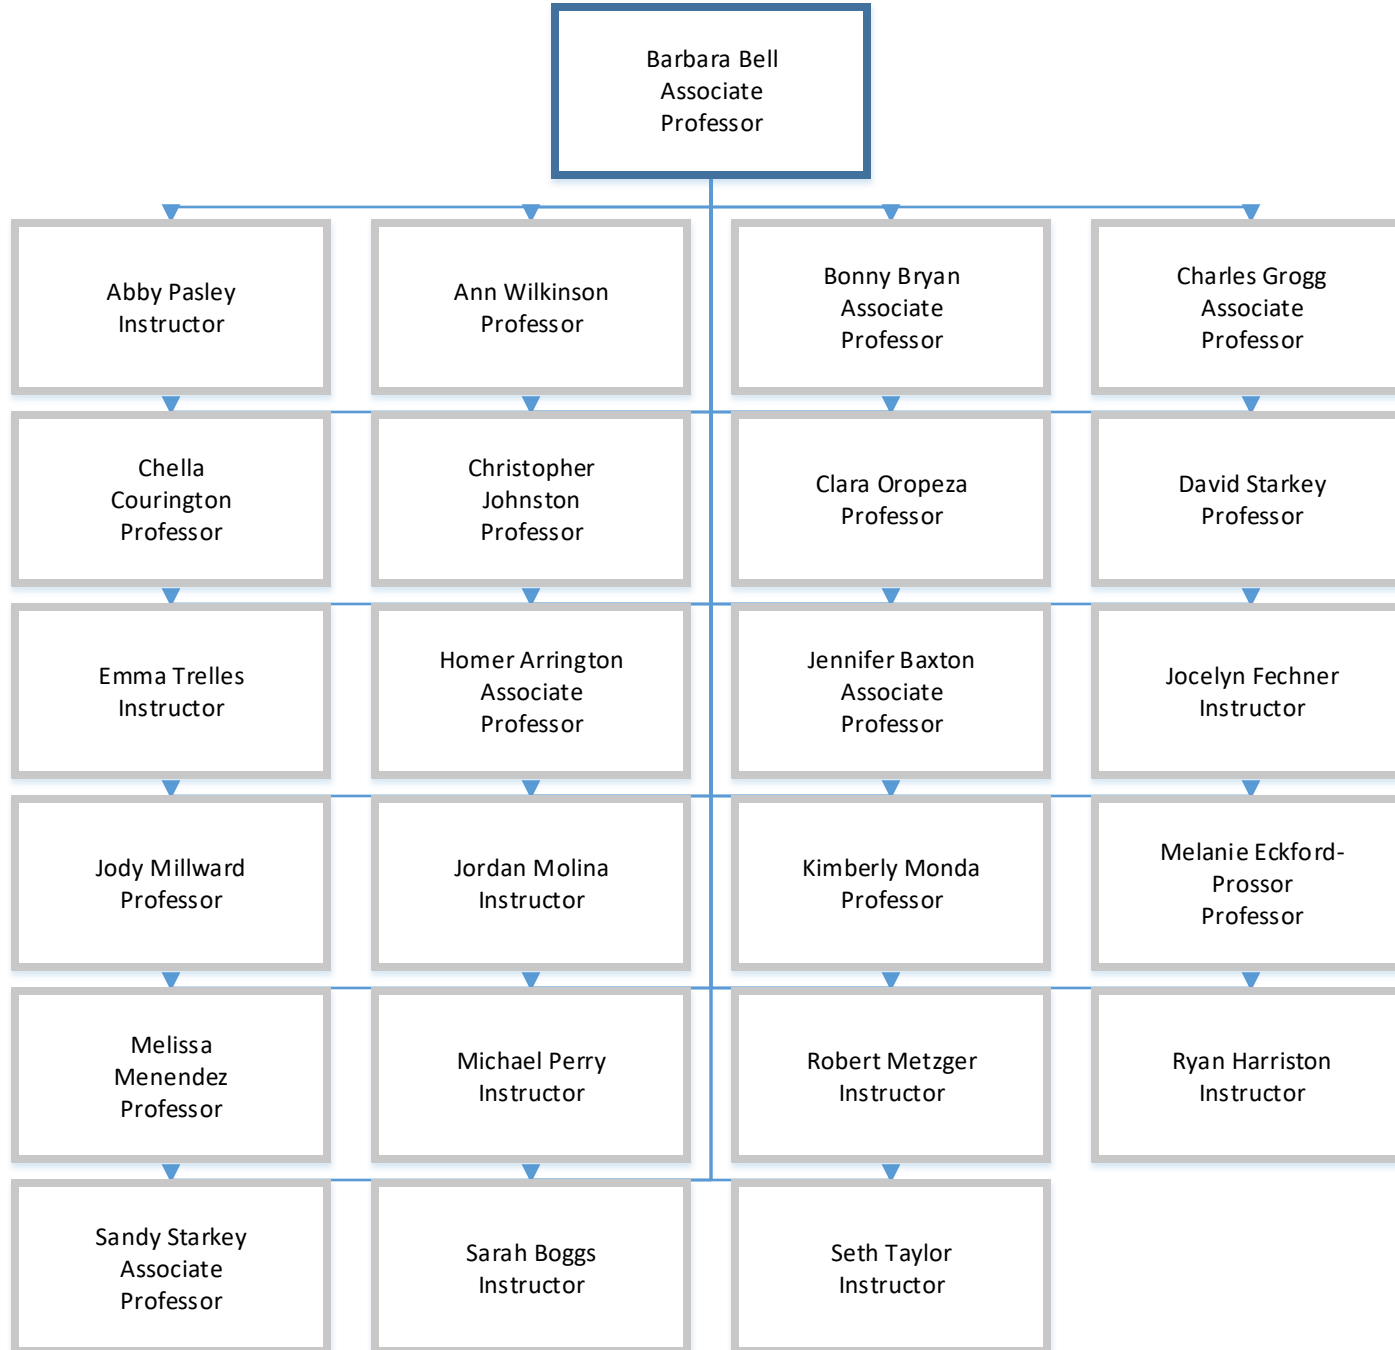 Barbara Bell
Associate
Professor
Abby Pasley
Instructor
Ann Wilkinson
Professor
Bonny Bryan
Associate
Professor
Charles Grogg
Associate
Professor
Chella
Courington
Professor
Christopher
Johnston
Professor
Clara Oropeza
Professor
David Starkey
Professor
Emma Trelles
Instructor
Homer Arrington
Associate
Professor
Jennifer Baxton
Associate
Professor
Jocelyn Fechner
Instructor
Jody Millward
Professor
Jordan Molina
Instructor
Kimberly Monda
Professor
Melanie Eckford-
Prossor
Professor
Melissa
Menendez
Professor
Michael Perry
Instructor
Robert Metzger
Instructor
Ryan Harriston
Instructor
Sandy Starkey
Associate
Professor
Sarah Boggs
Instructor
Seth Taylor
Instructor